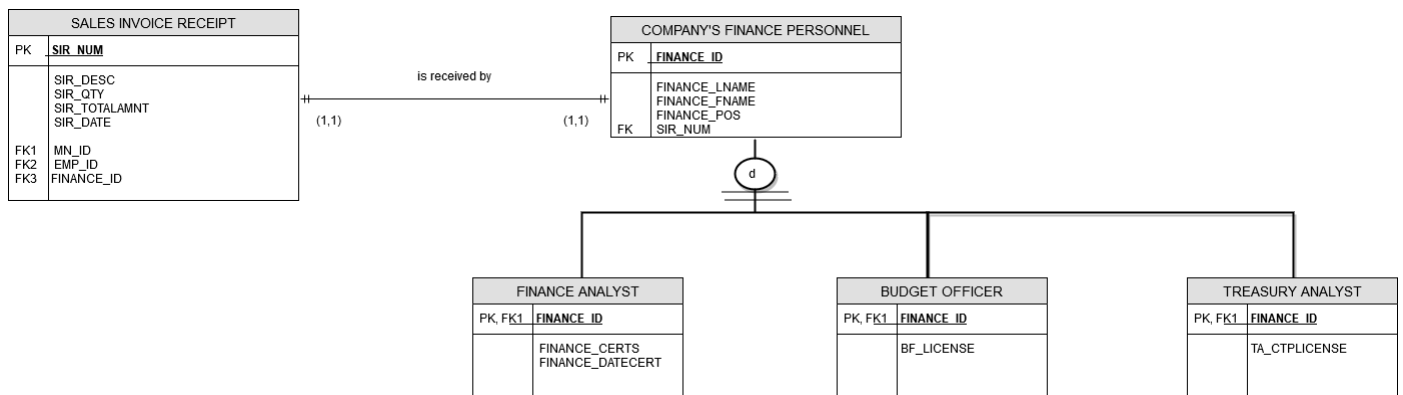 SALES INVOICE RECEIPT
PK SIR_NUM
SIR_DESC
SIR_QTY
SIR_TOTALAMNT
SIR_DATE
FK1 MN_ID
FK2 EMP_ID
FK3 FINANCE_ID
is received by
(1,1)
(1,1)
COMPANY'S FINANCE PERSONNEL
PK FINANCE_ID
FINANCE_LNAME
FINANCE_FNAME
FINANCE_POS
FK SIR_NUM
d
FINANCE ANALYST
PK, FK1 FINANCE_ID
FINANCE_CERTS
FINANCE_DATECERT
BUDGET OFFICER
PK, FK1 FINANCE_ID
BF_LICENSE
TREASURY ANALYST
PK, FK1 FINANCE_ID
TA_CTPLICENSE